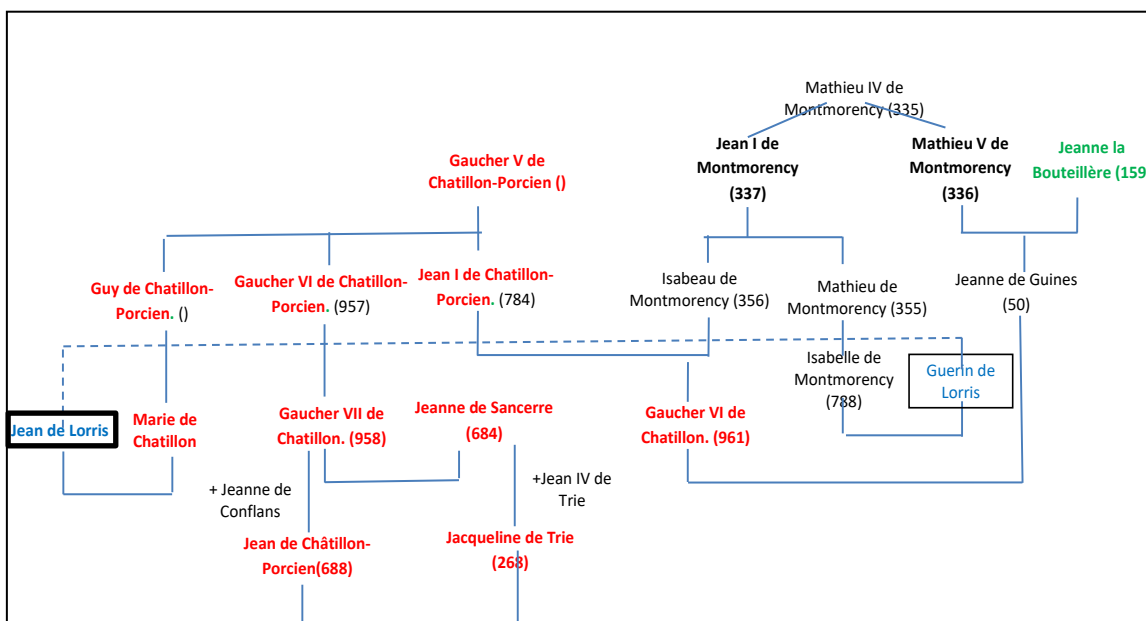 Mathieu IV de
Montmorency (335)
Jean I de
Montmorency
(337)
Mathieu V de
Montmorency
(336)
Jeanne la
Bouteillère (159
Gaucher V de
Chatillon-Porcien ()
Guy de Chatillon-
Porcien. ()
Gaucher VI de Chatillon-
Porcien. (957)
Jean I de Chatillon-
Porcien. (784)
Isabeau de
Montmorency (356)
Mathieu de
Montmorency (355)
Jeanne de Guines
(50)
Isabelle de
Montmorency
(788)
Guerin de
Lorris
Jean de Lorris
Marie de
Chatillon
Gaucher VII de
Chatillon. (958)
Jeanne de Sancerre
(684)
Gaucher VI de
Chatillon. (961)
+ Jeanne de
Conflans
+Jean IV de
Trie
Jean de Châtillon-
Porcien(688)
Jacqueline de Trie
(268)